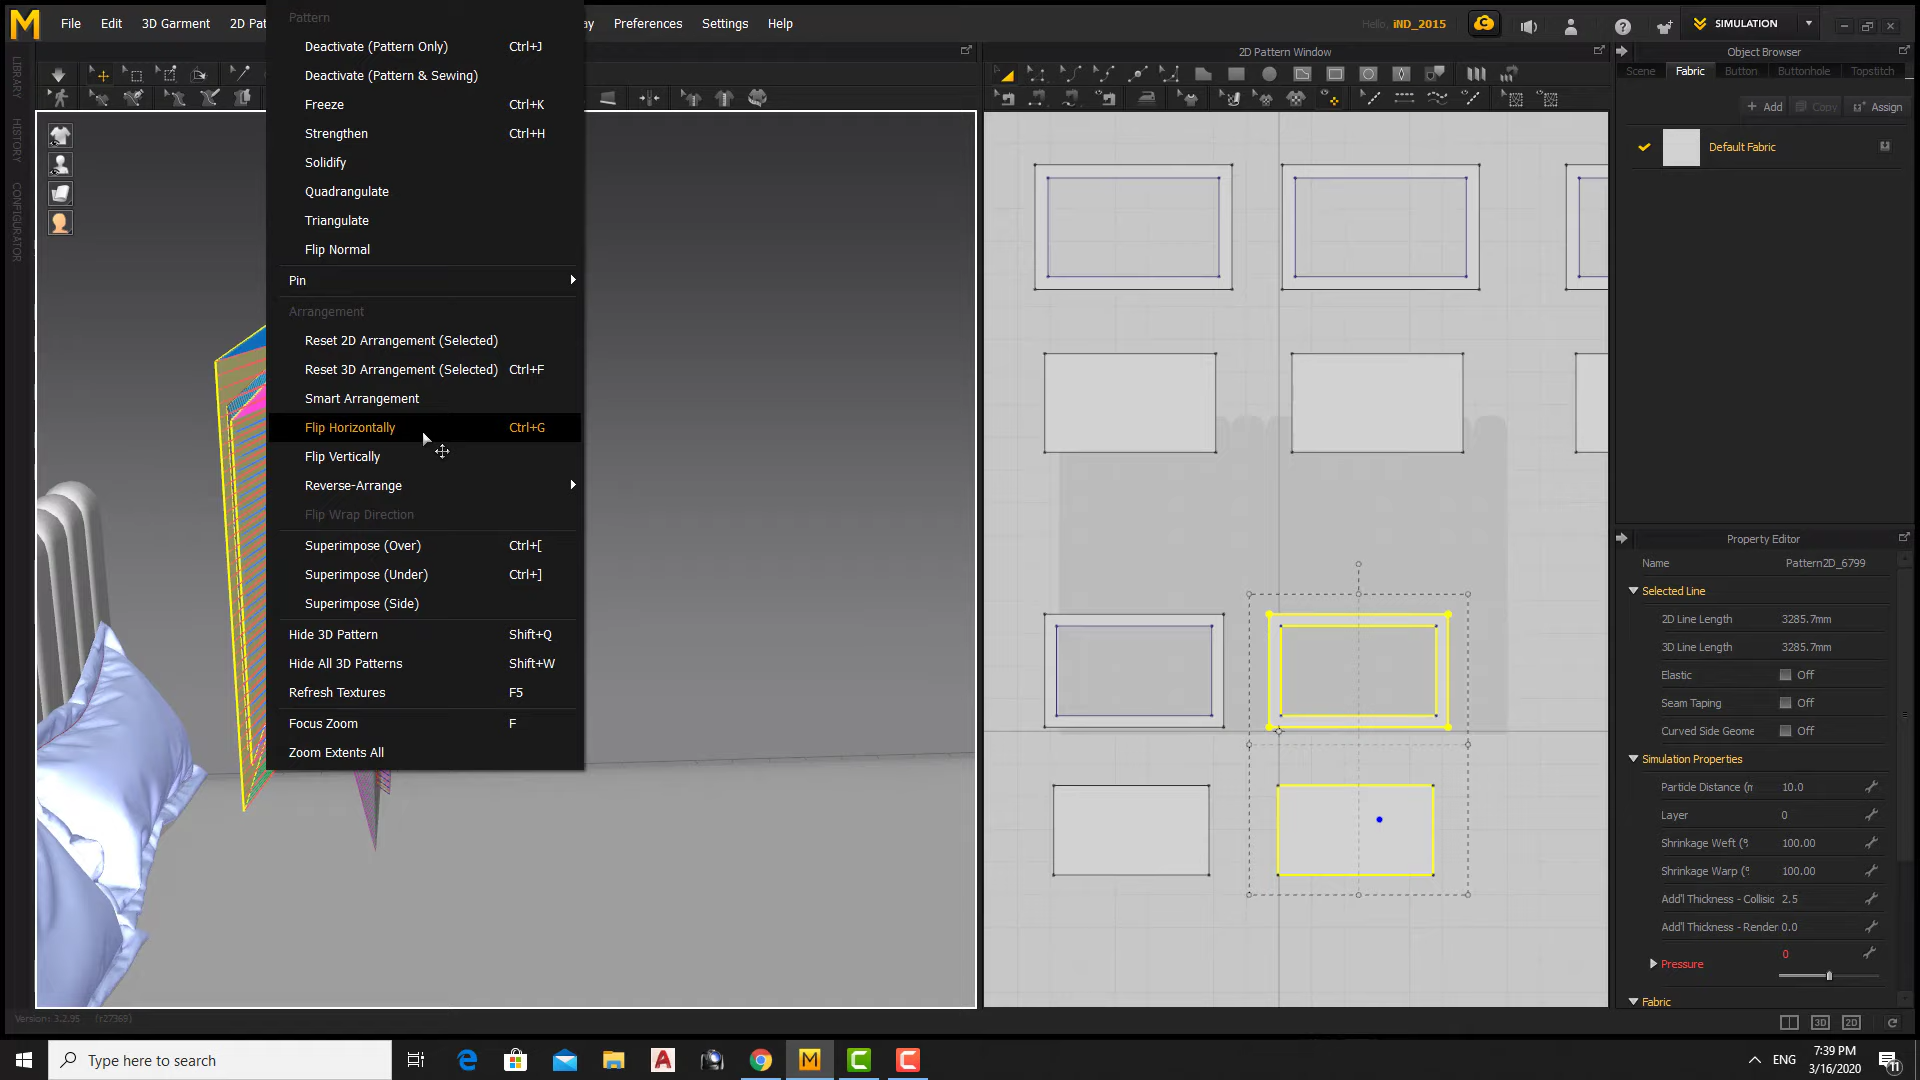 M File Edit 3D Garment 2D Pat ay Preferences Settings Help
Hello, iND_2015
SIMULATION
Pattern
Deactivate (Pattern Only) Ctrl+J
Deactivate (Pattern & Sewing)
Freeze Ctrl+K
Strengthen Ctrl+H
Solidify
Quadrangulate
Triangulate
Flip Normal
Pin
Arrangement
Reset 2D Arrangement (Selected)
Reset 3D Arrangement (Selected) Ctrl+F
Smart Arrangement
Flip Horizontally Ctrl+G
Flip Vertically
Reverse-Arrange
Flip Wrap Direction
Superimpose (Over) Ctrl+[
Superimpose (Under) Ctrl+]
Superimpose (Side)
Hide 3D Pattern Shift+Q
Hide All 3D Patterns Shift+W
Refresh Textures F5
Focus Zoom F
Zoom Extents All
LIBRARY
HISTORY
CONFIGURATOR
2D Pattern Window
Object Browser
Scene Fabric Button Buttonhole Topstitch
+ Add Copy Assign
Default Fabric
Property Editor
Name Pattern2D_6799
Selected Line
2D Line Length 3285.7mm
3D Line Length 3285.7mm
Elastic Off
Seam Taping Off
Curved Side Geome Off
Simulation Properties
Particle Distance (m 10.0
Layer 0
Shrinkage Weft (% 100.00
Shrinkage Warp (% 100.00
Add'l Thickness - Collisic 2.5
Add'l Thickness - Render 0.0
Pressure 0
Fabric
Version: 3.2.95 (r27369)
3D 2D
Type here to search
ENG
7:39 PM
3/16/2020
11